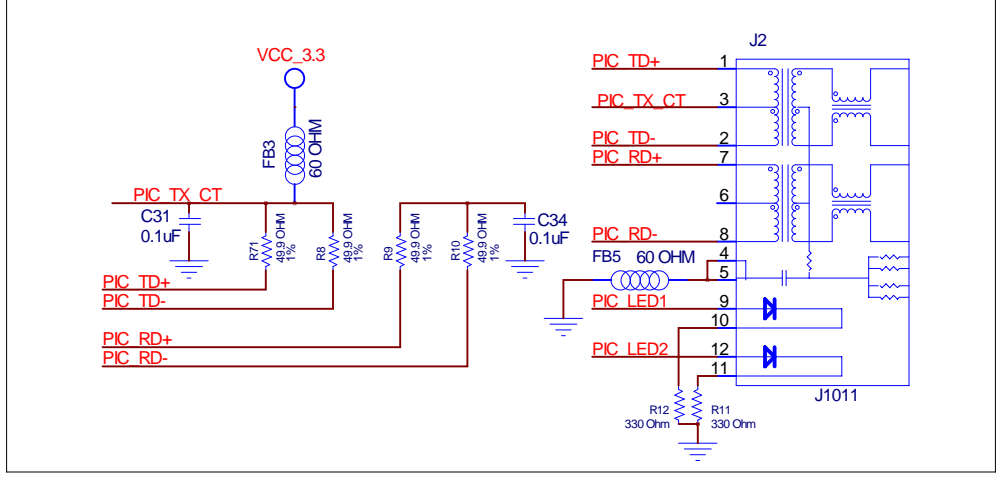 VCC_3.3
FB3
60 OHM
PIC_TX_CT
C31
0.1uF
R71
49.9 OHM
1%
R8
49.9 OHM
1%
R9
49.9 OHM
1%
R10
49.9 OHM
1%
C34
0.1uF
PIC_TD+
PIC_TD-
PIC_RD+
PIC_RD-
J2
PIC_TD+
1
PIC_TX_CT
3
PIC_TD-
2
PIC_RD+
7
6
PIC_RD-
8
FB5
60 OHM
4
5
PIC_LED1
9
10
PIC_LED2
12
11
J1011
R12
330 Ohm
R11
330 Ohm